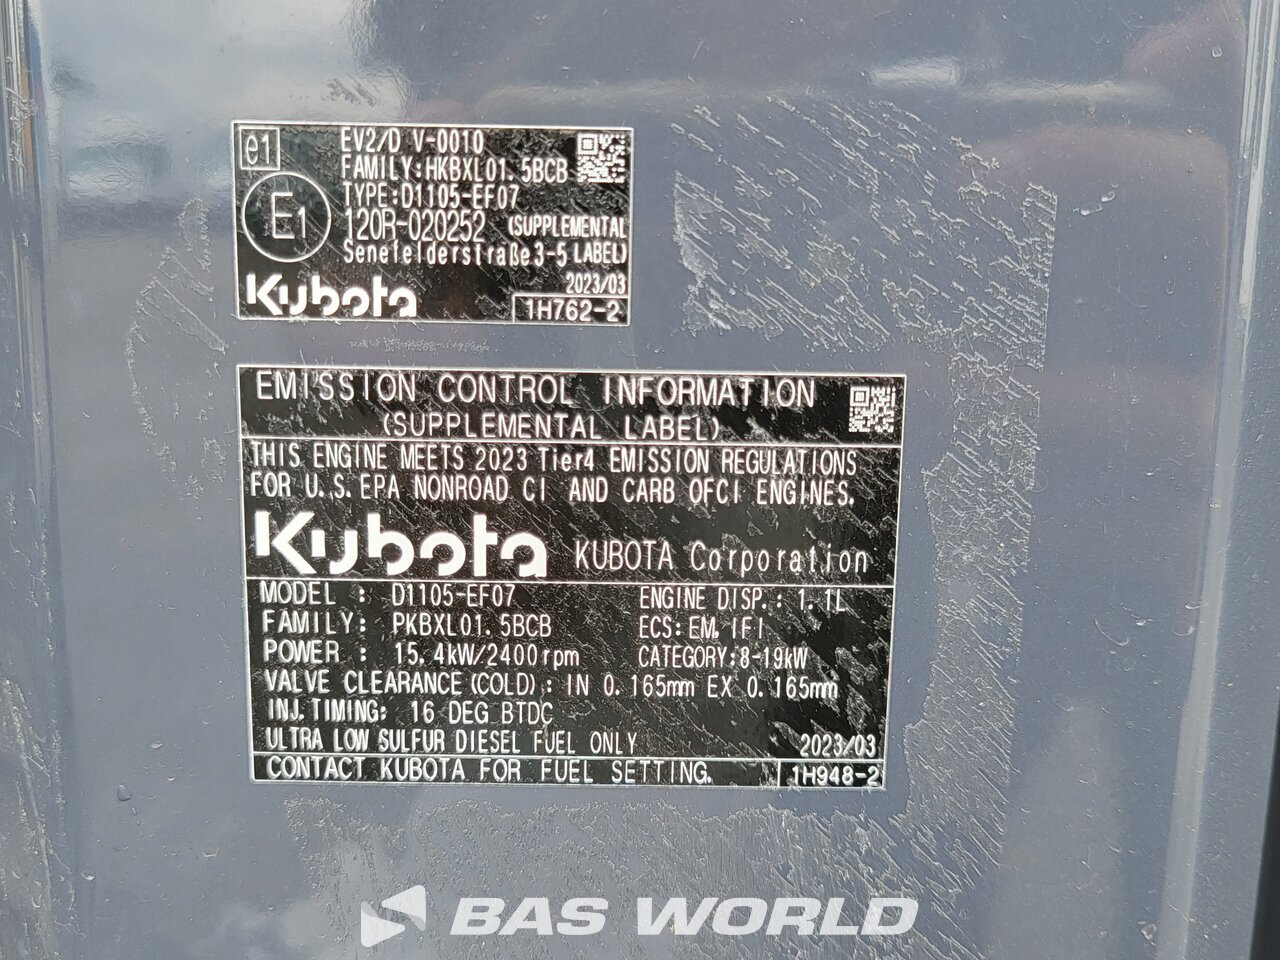 e1
EV2/D V-0010
FAMILY:HKBXL01.5BCB
TYPE:D1105-EF07
E1
120R-020252 (SUPPLEMENTAL
Senefelderstraße3-5 LABEL)
2023/03
Kubota
1H762-2
EMISSION CONTROL INFORMATION
(SUPPLEMENTAL LABEL)
THIS ENGINE MEETS 2023 Tier4 EMISSION REGULATIONS
FOR U.S.EPA NONROAD CI AND CARB OFCI ENGINES.
Kubota KUBOTA Corporation
MODEL : D1105-EF07 ENGINE DISP.: 1.1L
FAMILY: PKBXL01.5BCB ECS:EM,IFI
POWER : 15.4kW/2400rpm CATEGORY:8-19kW
VALVE CLEARANCE(COLD): IN 0.165mm EX 0.165mm
INJ.TIMING: 16 DEG BTDC
ULTRA LOW SULFUR DIESEL FUEL ONLY 2023/03
CONTACT KUBOTA FOR FUEL SETTING. 1H948-2
BAS WORLD